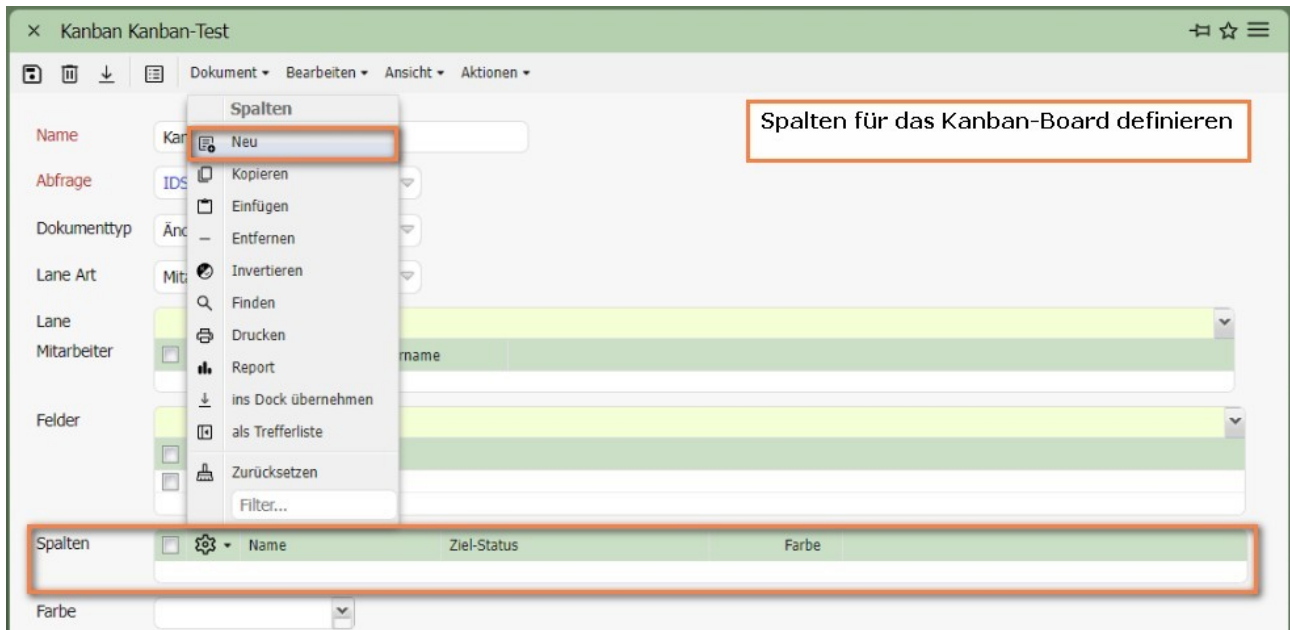 Kanban Kanban-Test
Dokument Bearbeiten Ansicht Aktionen
Spalten für das Kanban-Board definieren
Name
Abfrage
Dokumenttyp
Lane Art
Lane
Mitarbeiter
Felder
Spalten
Neu
Kopieren
Einfügen
Entfernen
Invertieren
Finden
Drucken
Report
ins Dock übernehmen
als Trefferliste
Zurücksetzen
Filter...
Spalten Name Ziel-Status Farbe
Farbe